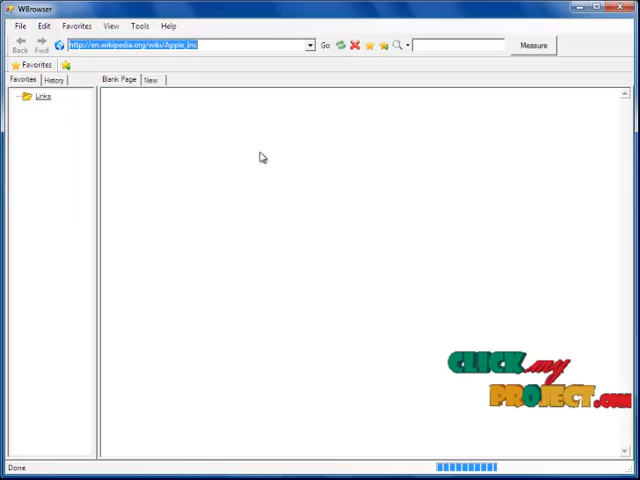 WBrowser
File Edit Favorites View Tools Help
Back Fwd http://en.wikipedia.org/wiki/Apple_Inc Go Measure
Favorites
Favorites History Bank Page New
Links
CLICK my
PROJECT.com
Done